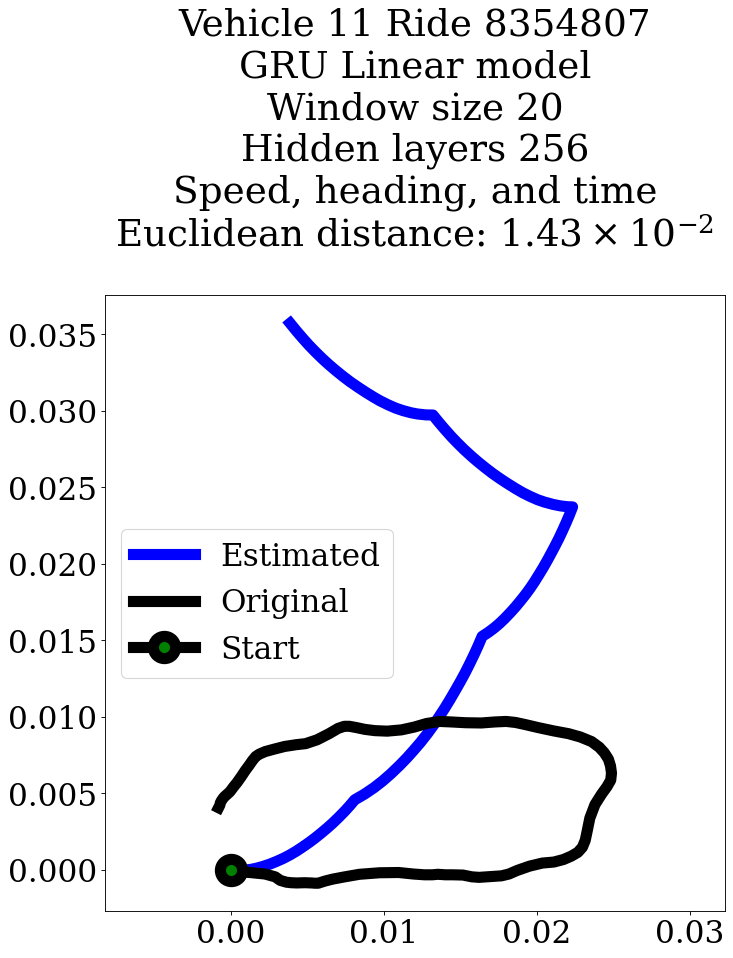 Vehicle 11 Ride 8354807
GRU Linear model
Window size 20
Hidden layers 256
Speed, heading, and time
Euclidean distance: 1.43 × 10⁻²
0.035
0.030
0.025
0.020
0.015
0.010
0.005
0.000
Estimated
Original
Start
0.00 0.01 0.02 0.03